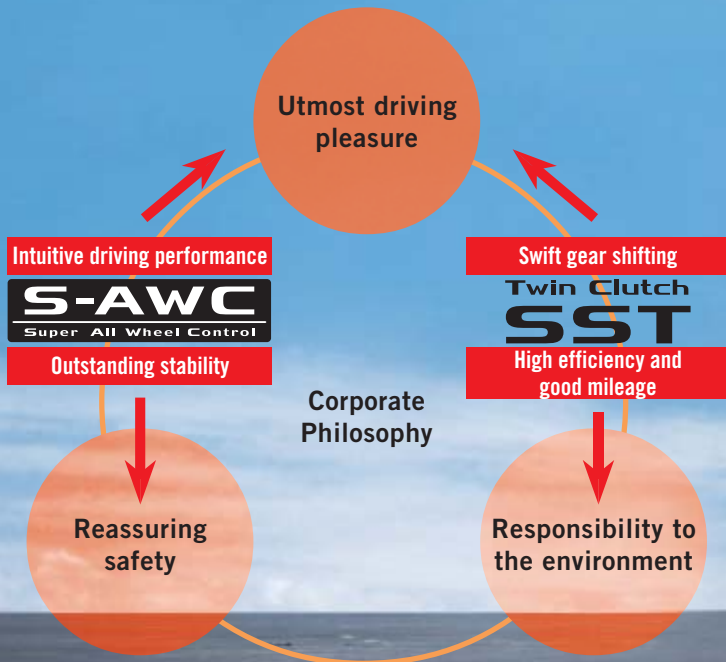 Utmost driving
pleasure
Intuitive driving performance
S-AWC
Super All Wheel Control
Outstanding stability
Swift gear shifting
Twin Clutch
SST
High efficiency and
good mileage
Corporate
Philosophy
Reassuring
safety
Responsibility to
the environment